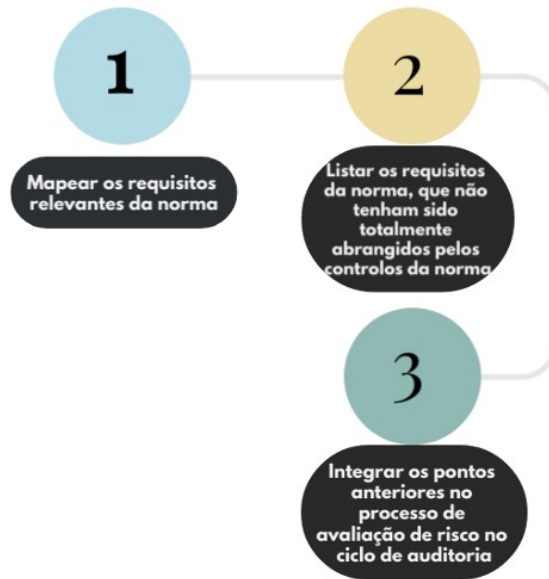 1
Mapear os requisitos
relevantes da norma
2
Listar os requisitos
da norma, que não
tenham sido
totalmente
abrangidos pelos
controlos da norma
3
Integrar os pontos
anteriores no
processo de
avaliação de risco no
ciclo de auditoria